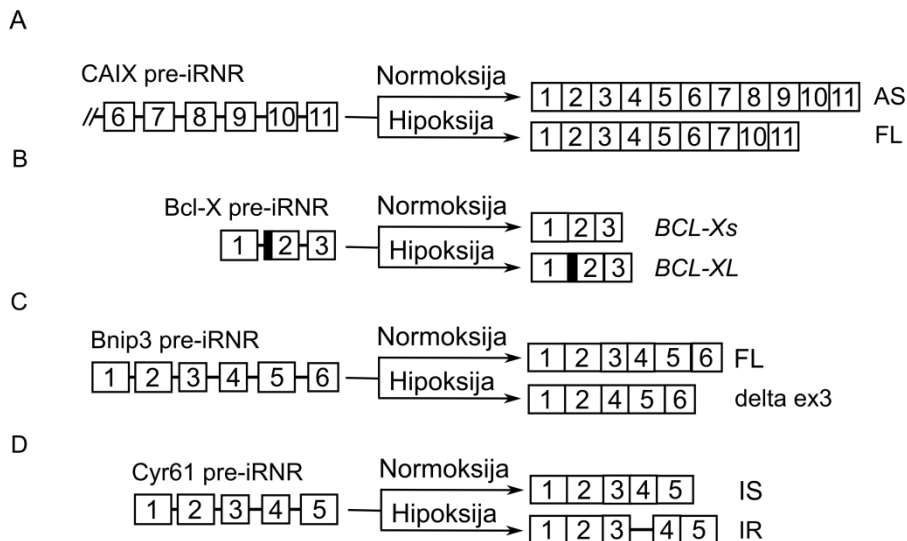 A
CAIX pre-iRNR
// 6 7 8 9 10 11
Normoksija
1 2 3 4 5 6 7 8 9 10 11 AS
Hipoksija
1 2 3 4 5 6 7 10 11 FL
B
Bcl-X pre-iRNR
1 2 3
Normoksija
1 2 3 BCL-Xs
Hipoksija
1 2 3 BCL-XL
C
Bnip3 pre-iRNR
1 2 3 4 5 6
Normoksija
1 2 3 4 5 6 FL
Hipoksija
1 2 4 5 6 delta ex3
D
Cyr61 pre-iRNR
1 2 3 4 5
Normoksija
1 2 3 4 5 IS
Hipoksija
1 2 3 4 5 IR